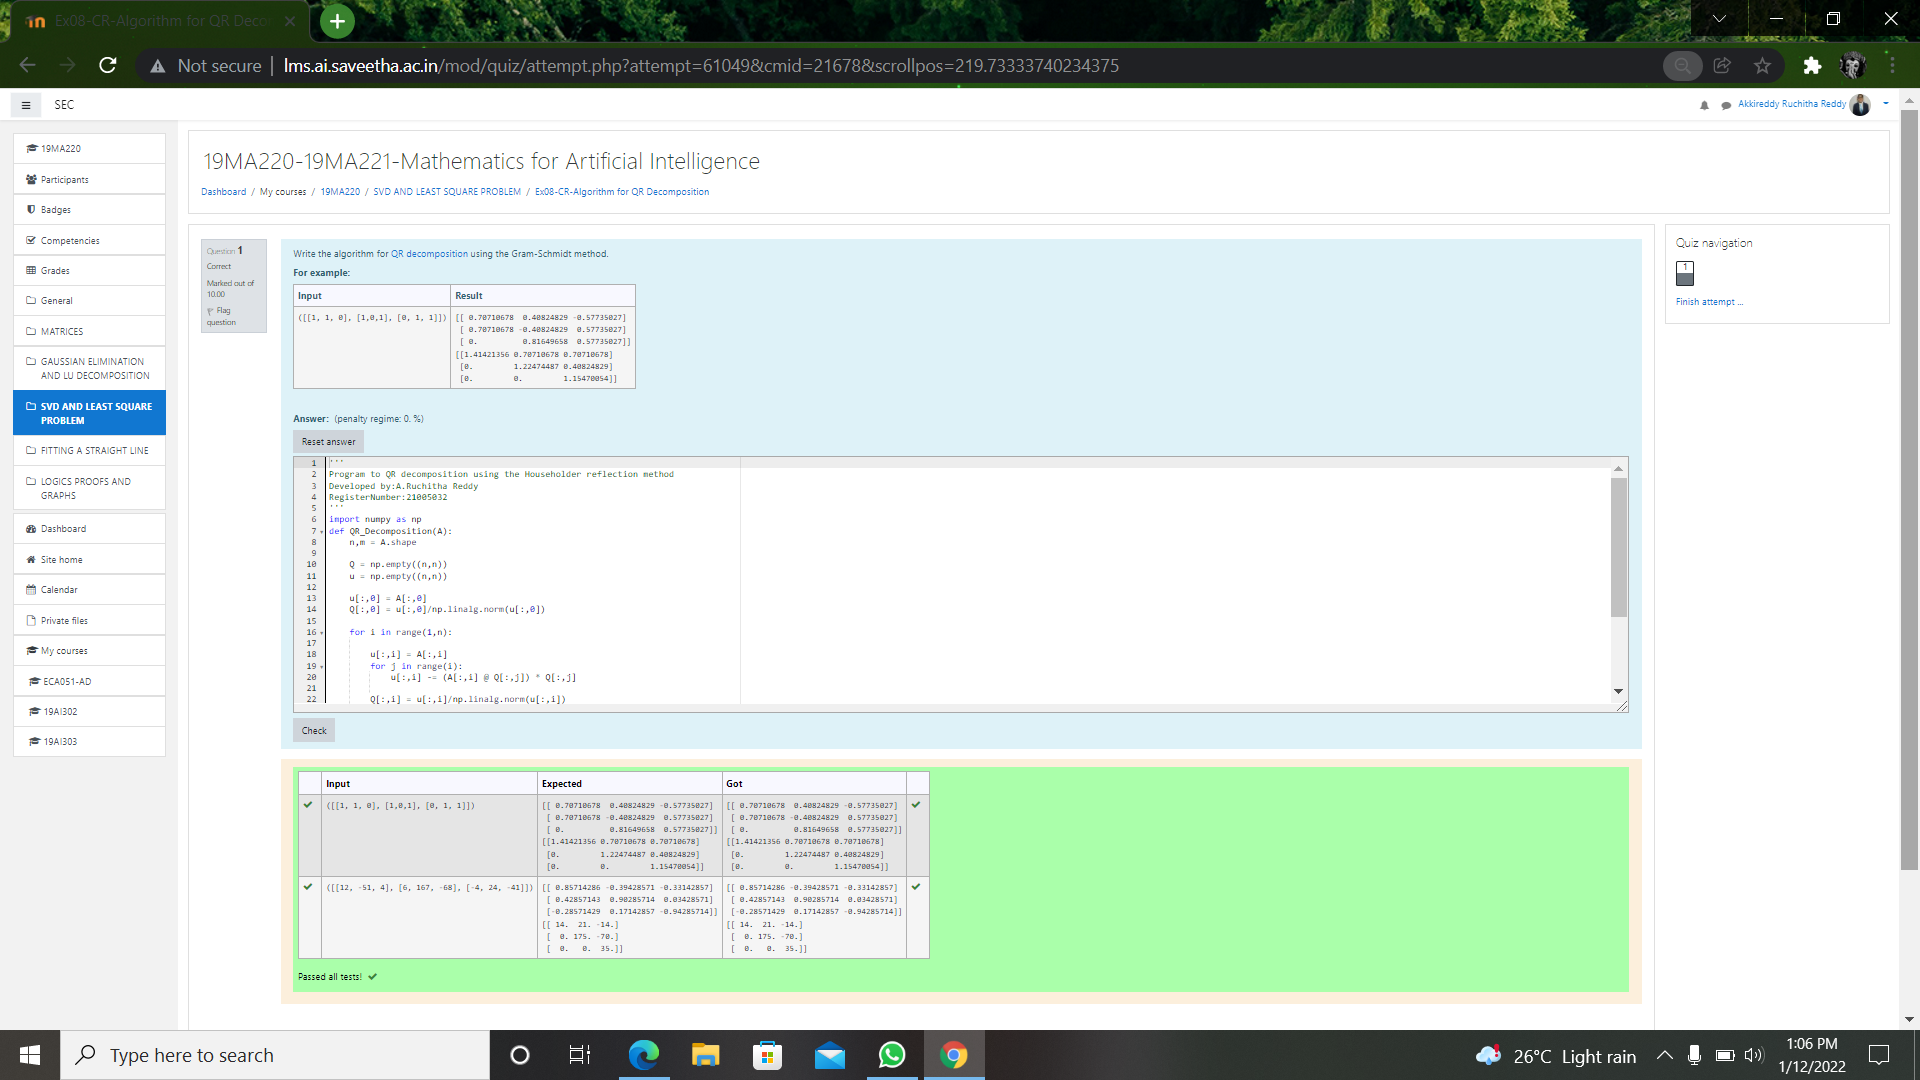 Ex08-CR-Algorithm for QR Decor
Not secure | lms.ai.saveetha.ac.in/mod/quiz/attempt.php?attempt=61049&cmid=21678&scrollpos=219.73333740234375
SEC
Akkireddy Ruchitha Reddy
19MA220
Participants
Badges
Competencies
Grades
General
MATRICES
GAUSSIAN ELIMINATION
AND LU DECOMPOSITION
SVD AND LEAST SQUARE
PROBLEM
FITTING A STRAIGHT LINE
LOGICS PROOFS AND
GRAPHS
Dashboard
Site home
Calendar
Private files
My courses
ECA051-AD
19AI302
19AI303
19MA220-19MA221-Mathematics for Artificial Intelligence
Dashboard / My courses / 19MA220 / SVD AND LEAST SQUARE PROBLEM / Ex08-CR-Algorithm for QR Decomposition
Question 1
Correct
Marked out of
10.00
Flag
question
Write the algorithm for QR decomposition using the Gram-Schmidt method.
For example:
Input Result
([[1, 1, 0], [1,0,1], [0, 1, 1]]) [[ 0.70710678 0.40824829 -0.57735027]
[ 0.70710678 -0.40824829 0.57735027]
[ 0. 0.81649658 0.57735027]]
[[1.41421356 0.70710678 0.70710678]
[0. 1.22474487 0.40824829]
[0. 0. 1.15470054]]
Answer: (penalty regime: 0. %)
Reset answer
1 '''
2 Program to QR decomposition using the Householder reflection method
3 Developed by:A.Ruchitha Reddy
4 RegisterNumber:21005032
5 '''
6 import numpy as np
7 def QR_Decomposition(A):
8 n,m = A.shape
9
10 Q = np.empty((n,n))
11 u = np.empty((n,n))
12
13 u[:,0] = A[:,0]
14 Q[:,0] = u[:,0]/np.linalg.norm(u[:,0])
15
16 for i in range(1,n):
17
18 u[:,i] = A[:,i]
19 for j in range(i):
20 u[:,i] -= (A[:,i] @ Q[:,j]) * Q[:,j]
21
22 Q[:,i] = u[:,i]/np.linalg.norm(u[:,i])
Check
Input Expected Got
([[1, 1, 0], [1,0,1], [0, 1, 1]]) [[ 0.70710678 0.40824829 -0.57735027] [[ 0.70710678 0.40824829 -0.57735027]
[ 0.70710678 -0.40824829 0.57735027] [ 0.70710678 -0.40824829 0.57735027]
[ 0. 0.81649658 0.57735027]] [ 0. 0.81649658 0.57735027]]
[[1.41421356 0.70710678 0.70710678] [[1.41421356 0.70710678 0.70710678]
[0. 1.22474487 0.40824829] [0. 1.22474487 0.40824829]
[0. 0. 1.15470054]] [0. 0. 1.15470054]]
([[12, -51, 4], [6, 167, -68], [-4, 24, -41]]) [[ 0.85714286 -0.39428571 -0.33142857] [[ 0.85714286 -0.39428571 -0.33142857]
[ 0.42857143 0.90285714 0.03428571] [ 0.42857143 0.90285714 0.03428571]
[-0.28571429 0.17142857 -0.94285714]] [-0.28571429 0.17142857 -0.94285714]]
[[ 14. 21. -14.] [[ 14. 21. -14.]
[ 0. 175. -70.] [ 0. 175. -70.]
[ 0. 0. 35.]] [ 0. 0. 35.]]
Passed all tests!
Quiz navigation
1
Finish attempt ...
Type here to search
26°C Light rain
1:06 PM
1/12/2022